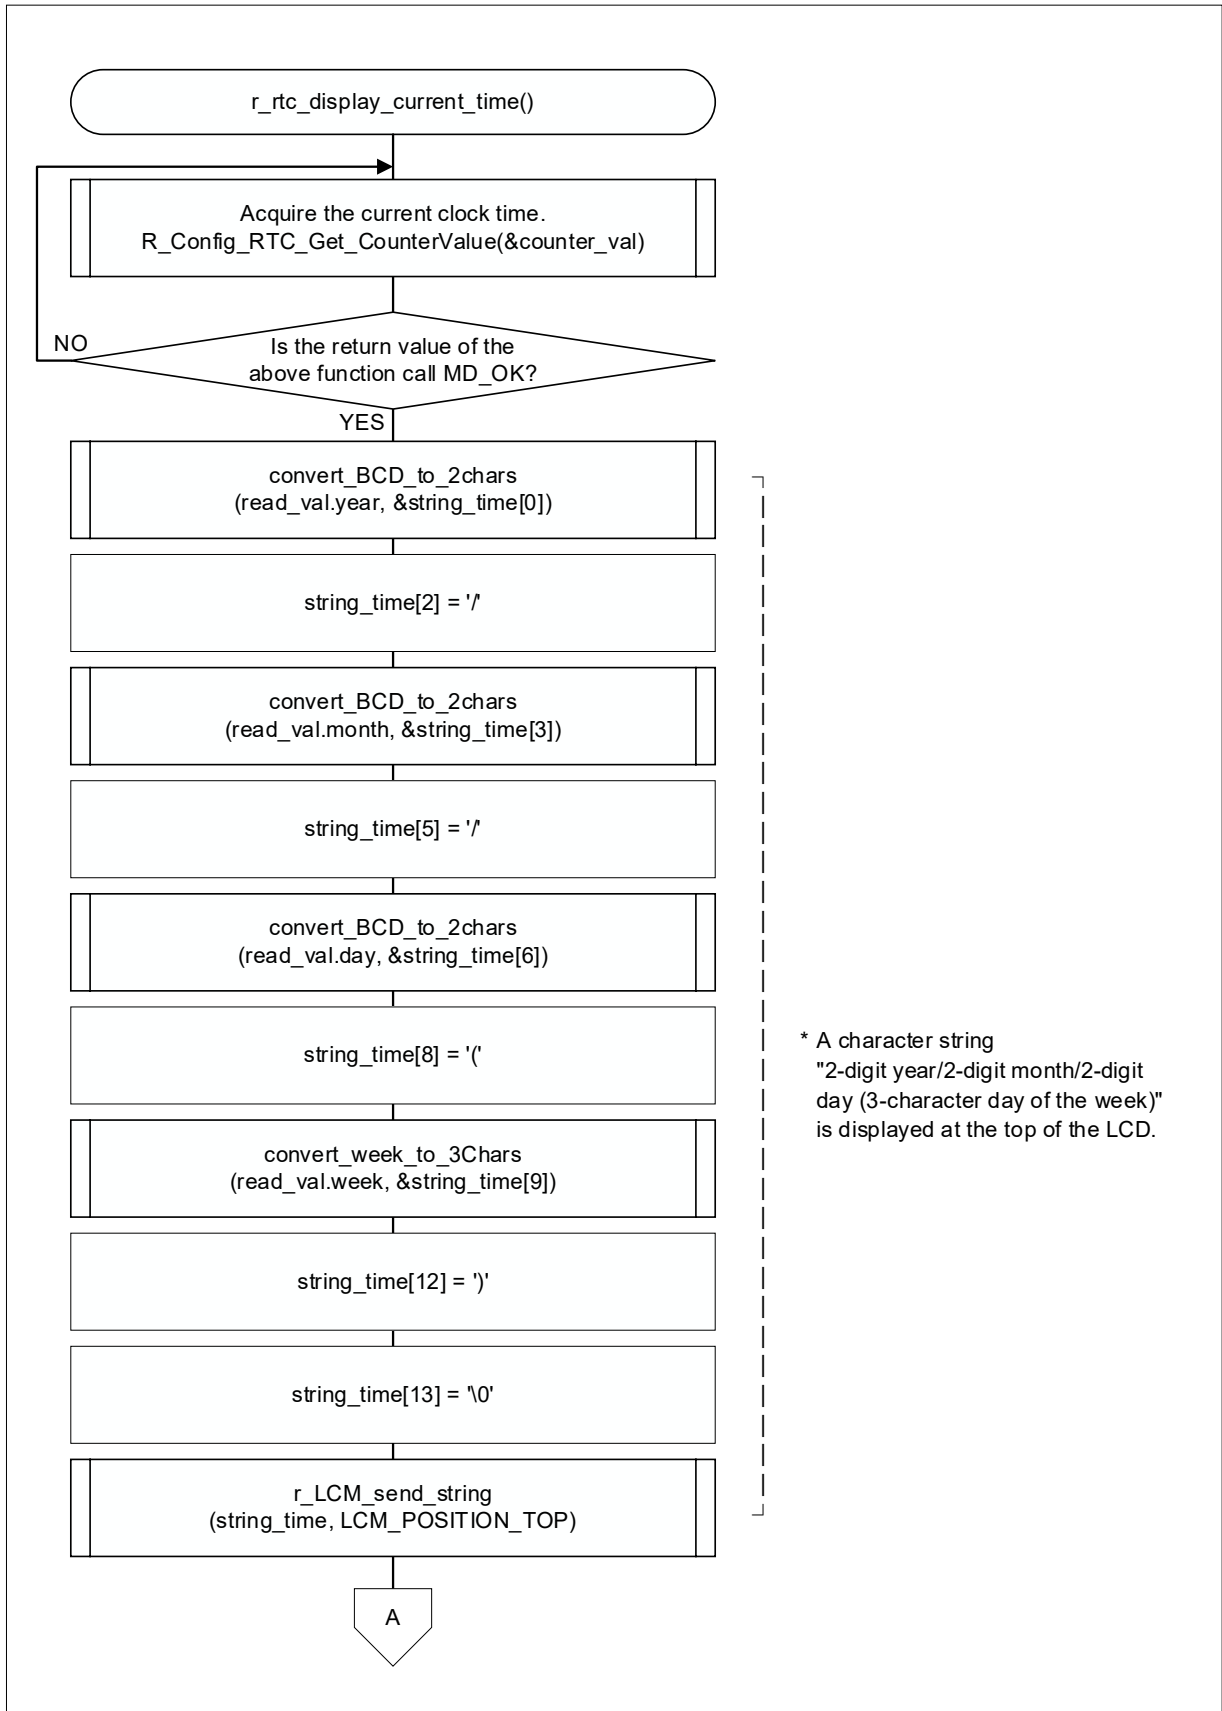 r_rtc_display_current_time()
Acquire the current clock time.
R_Config_RTC_Get_CounterValue(&counter_val)
NO
Is the return value of the
above function call MD_OK?
YES
convert_BCD_to_2chars
(read_val.year, &string_time[0])
string_time[2] = '/'
convert_BCD_to_2chars
(read_val.month, &string_time[3])
string_time[5] = '/'
convert_BCD_to_2chars
(read_val.day, &string_time[6])
string_time[8] = '('
convert_week_to_3Chars
(read_val.week, &string_time[9])
string_time[12] = ')'
string_time[13] = '\0'
r_LCM_send_string
(string_time, LCM_POSITION_TOP)
A
* A character string
"2-digit year/2-digit month/2-digit
day (3-character day of the week)"
is displayed at the top of the LCD.